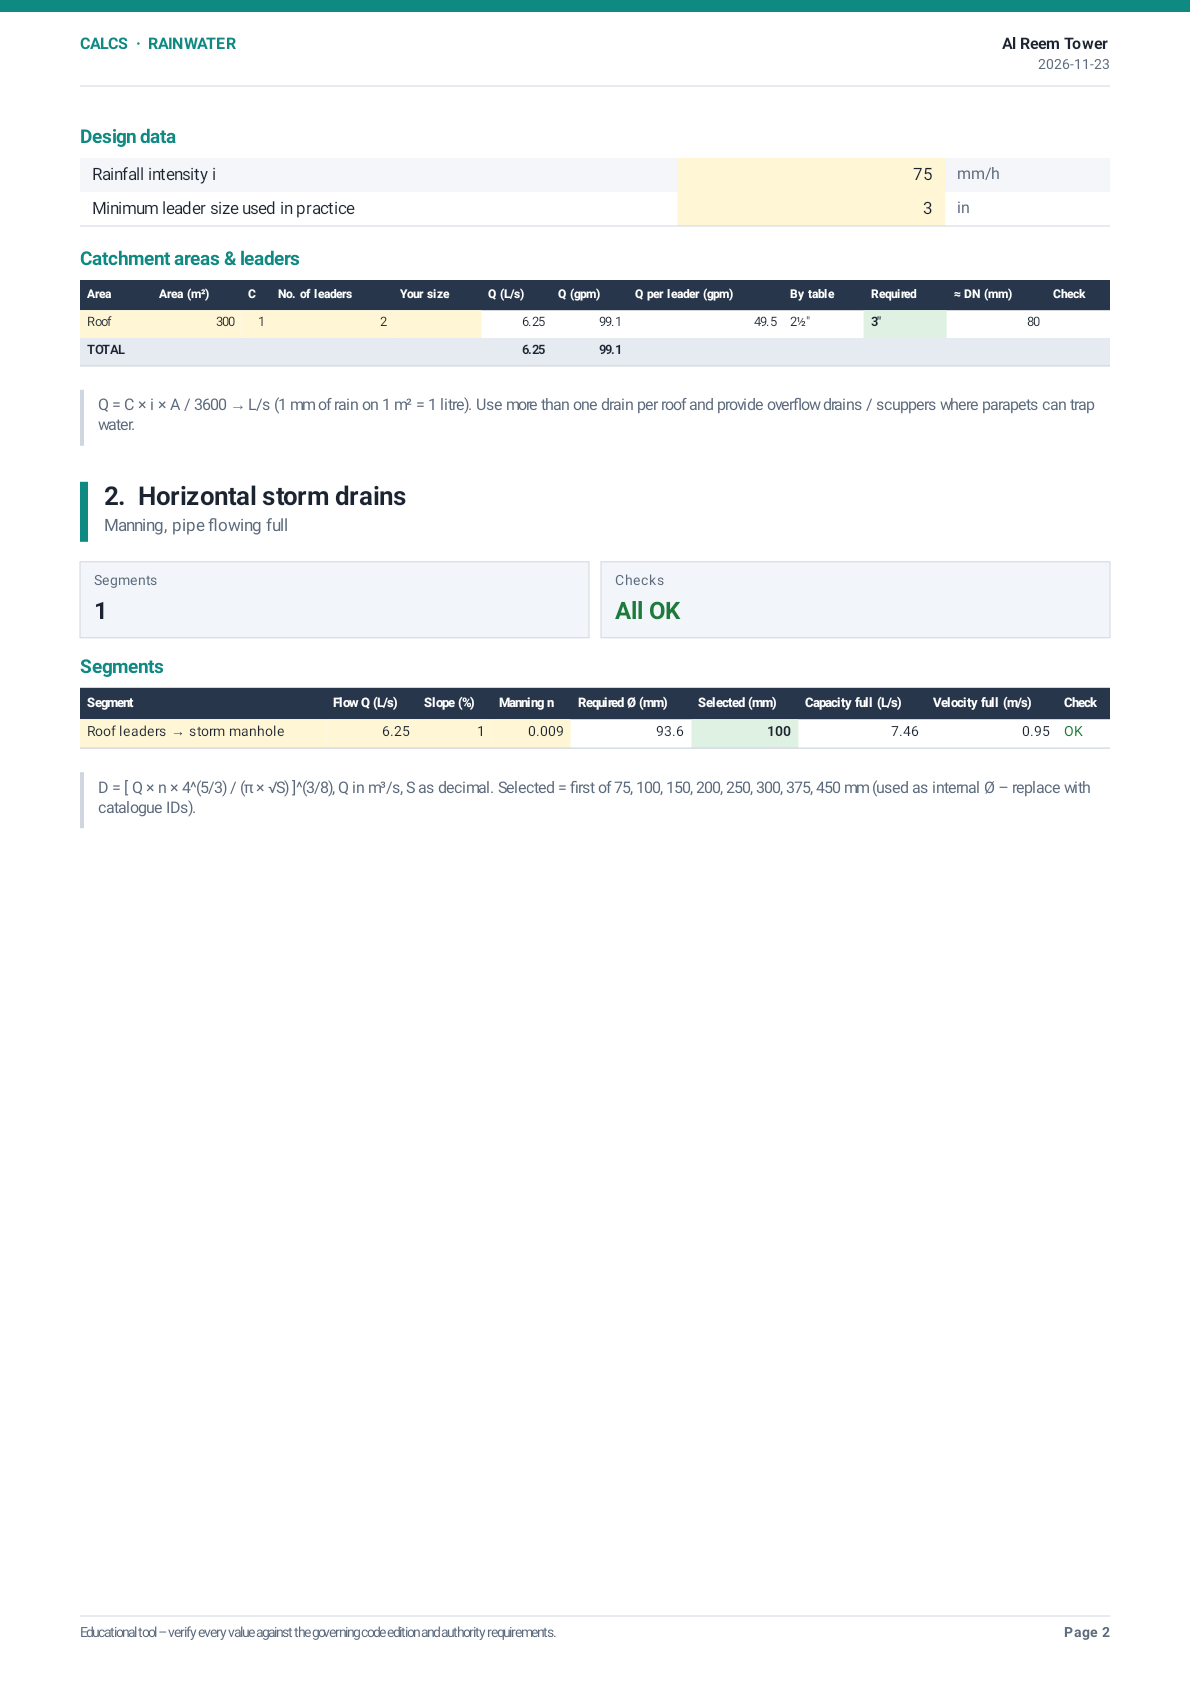 CALCS · RAINWATER
Al Reem Tower
2026-11-23
Design data
Rainfall intensity i 75 mm/h
Minimum leader size used in practice 3 in
Catchment areas & leaders
Area Area (m²) C No. of leaders Your size Q (L/s) Q (gpm) Q per leader (gpm) By table Required ≈ DN (mm) Check
Roof 300 1 2 6.25 99.1 49.5 2½" 3" 80
TOTAL 6.25 99.1
Q = C × i × A / 3600 → L/s (1 mm of rain on 1 m² = 1 litre). Use more than one drain per roof and provide overflow drains / scuppers where parapets can trap
water.
2. Horizontal storm drains
Manning, pipe flowing full
Segments
1
Checks
All OK
Segments
Segment Flow Q (L/s) Slope (%) Manning n Required Ø (mm) Selected (mm) Capacity full (L/s) Velocity full (m/s) Check
Roof leaders → storm manhole 6.25 1 0.009 93.6 100 7.46 0.95 OK
D = [ Q × n × 4^(5/3) / (π × √S) ]^(3/8), Q in m³/s, S as decimal. Selected = first of 75, 100, 150, 200, 250, 300, 375, 450 mm (used as internal Ø – replace with
catalogue IDs).
Educational tool – verify every value against the governing code edition and authority requirements.
Page 2